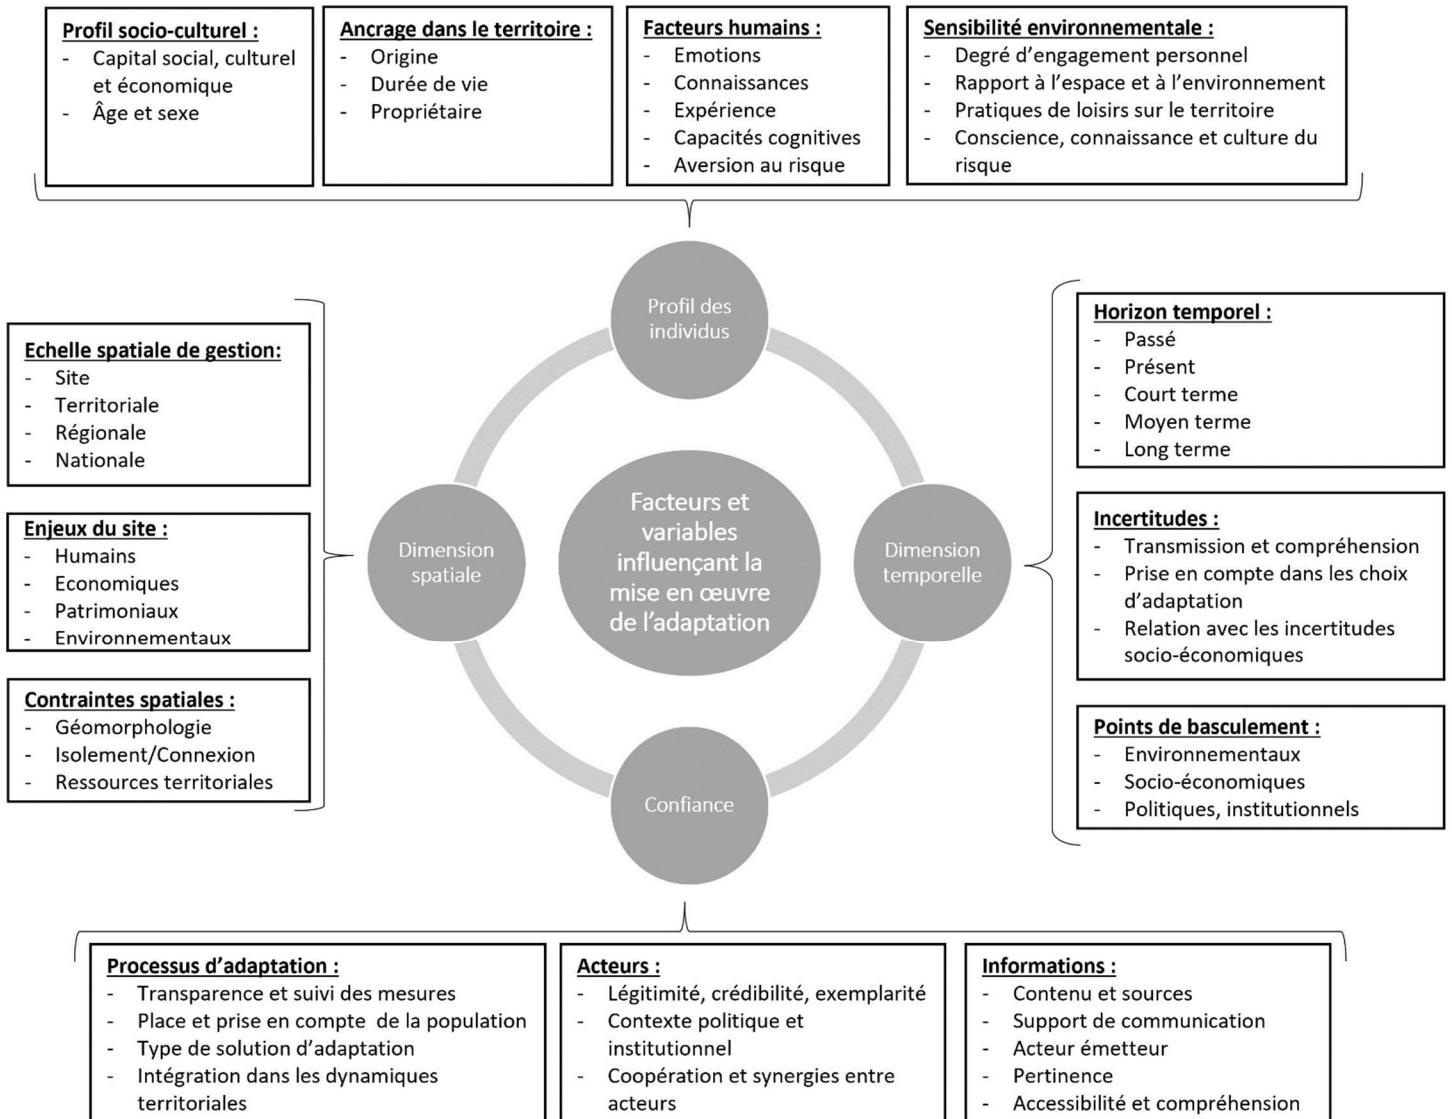 Profil socio-culturel :
- Capital social, culturel
et économique
- Âge et sexe
Ancrage dans le territoire :
- Origine
- Durée de vie
- Propriétaire
Facteurs humains :
- Emotions
- Connaissances
- Expérience
- Capacités cognitives
- Aversion au risque
Sensibilité environnementale :
- Degré d'engagement personnel
- Rapport à l'espace et à l'environnement
- Pratiques de loisirs sur le territoire
- Conscience, connaissance et culture du
risque
Profil des
individus
Echelle spatiale de gestion:
- Site
- Territoriale
- Régionale
- Nationale
Enjeux du site :
- Humains
- Economiques
- Patrimoniaux
- Environnementaux
Contraintes spatiales :
- Géomorphologie
- Isolement/Connexion
- Ressources territoriales
Dimension
spatiale
Facteurs et
variables
influençant la
mise en œuvre
de l'adaptation
Dimension
temporelle
Horizon temporel :
- Passé
- Présent
- Court terme
- Moyen terme
- Long terme
Incertitudes :
- Transmission et compréhension
- Prise en compte dans les choix
d'adaptation
- Relation avec les incertitudes
socio-économiques
Points de basculement :
- Environnementaux
- Socio-économiques
- Politiques, institutionnels
Confiance
Processus d'adaptation :
- Transparence et suivi des mesures
- Place et prise en compte de la population
- Type de solution d'adaptation
- Intégration dans les dynamiques
territoriales
Acteurs :
- Légitimité, crédibilité, exemplarité
- Contexte politique et
institutionnel
- Coopération et synergies entre
acteurs
Informations :
- Contenu et sources
- Support de communication
- Acteur émetteur
- Pertinence
- Accessibilité et compréhension